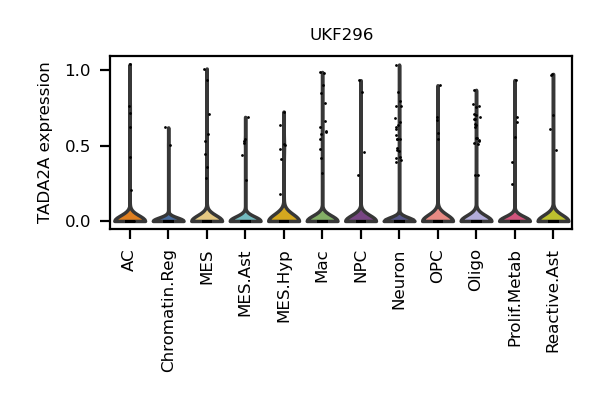 UKF296
TADA2A expression
1.0
0.5
0.0
AC
Chromatin.Reg
MES
MES.Ast
MES.Hyp
Mac
NPC
Neuron
OPC
Oligo
Prolif.Metab
Reactive.Ast